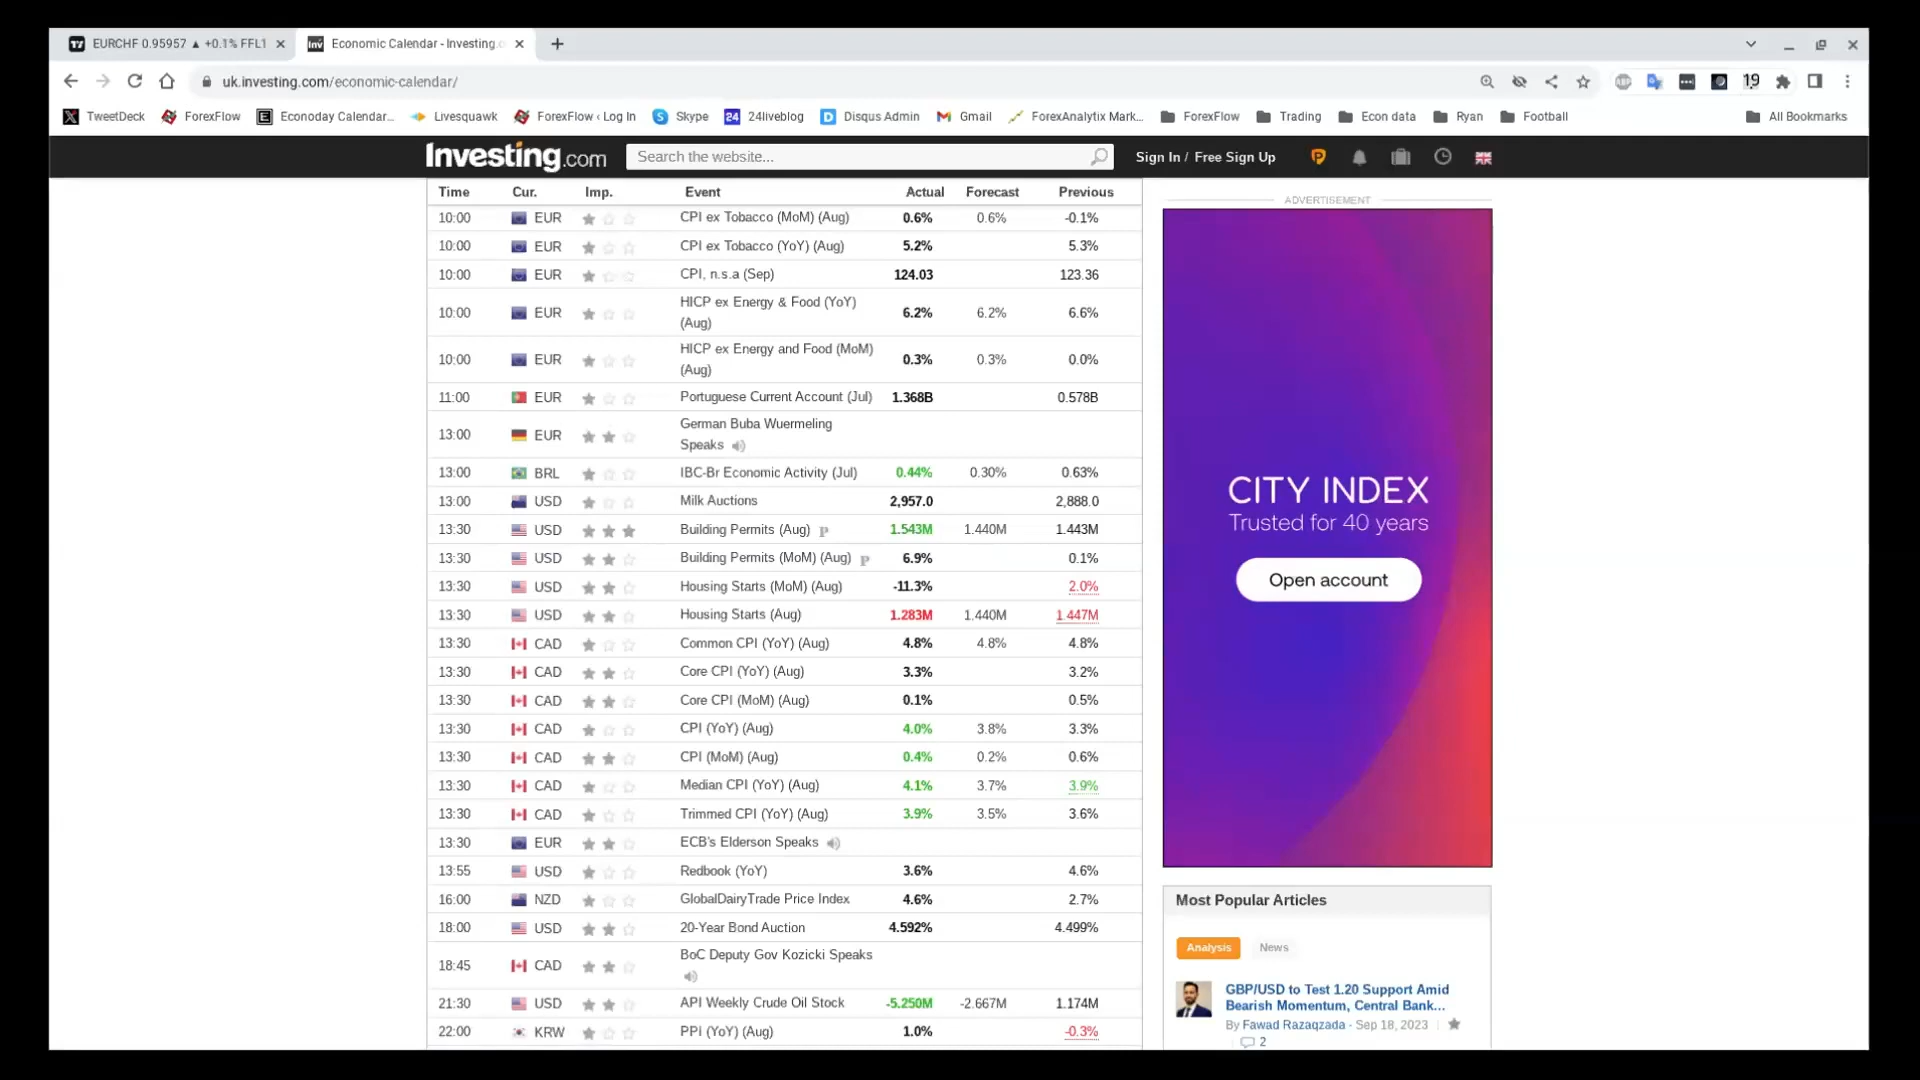 EURCHF 0.95957 ▲ +0.1% FFL1
Economic Calendar - Investing.c
uk.investing.com/economic-calendar/
19
TweetDeck ForexFlow Econoday Calendar... Livesquawk ForexFlow ‹ Log In Skype 24liveblog Disqus Admin Gmail ForexAnalytix Mark... ForexFlow Trading Econ data Ryan Football All Bookmarks
Investing.com Search the website... Sign In / Free Sign Up
Time Cur. Imp. Event Actual Forecast Previous
10:00 EUR CPI ex Tobacco (MoM) (Aug) 0.6% 0.6% -0.1%
10:00 EUR CPI ex Tobacco (YoY) (Aug) 5.2% 5.3%
10:00 EUR CPI, n.s.a (Sep) 124.03 123.36
10:00 EUR HICP ex Energy & Food (YoY)
(Aug) 6.2% 6.2% 6.6%
10:00 EUR HICP ex Energy and Food (MoM)
(Aug) 0.3% 0.3% 0.0%
11:00 EUR Portuguese Current Account (Jul) 1.368B 0.578B
13:00 EUR German Buba Wuermeling
Speaks
13:00 BRL IBC-Br Economic Activity (Jul) 0.44% 0.30% 0.63%
13:00 USD Milk Auctions 2,957.0 2,888.0
13:30 USD Building Permits (Aug) P 1.543M 1.440M 1.443M
13:30 USD Building Permits (MoM) (Aug) P 6.9% 0.1%
13:30 USD Housing Starts (MoM) (Aug) -11.3% 2.0%
13:30 USD Housing Starts (Aug) 1.283M 1.440M 1.447M
13:30 CAD Common CPI (YoY) (Aug) 4.8% 4.8% 4.8%
13:30 CAD Core CPI (YoY) (Aug) 3.3% 3.2%
13:30 CAD Core CPI (MoM) (Aug) 0.1% 0.5%
13:30 CAD CPI (YoY) (Aug) 4.0% 3.8% 3.3%
13:30 CAD CPI (MoM) (Aug) 0.4% 0.2% 0.6%
13:30 CAD Median CPI (YoY) (Aug) 4.1% 3.7% 3.9%
13:30 CAD Trimmed CPI (YoY) (Aug) 3.9% 3.5% 3.6%
13:30 EUR ECB's Elderson Speaks
13:55 USD Redbook (YoY) 3.6% 4.6%
16:00 NZD GlobalDairyTrade Price Index 4.6% 2.7%
18:00 USD 20-Year Bond Auction 4.592% 4.499%
18:45 CAD BoC Deputy Gov Kozicki Speaks
21:30 USD API Weekly Crude Oil Stock -5.250M -2.667M 1.174M
22:00 KRW PPI (YoY) (Aug) 1.0% -0.3%
ADVERTISEMENT
CITY INDEX
Trusted for 40 years
Open account
Most Popular Articles
Analysis News
GBP/USD to Test 1.20 Support Amid
Bearish Momentum, Central Bank...
By Fawad Razaqzada - Sep 18, 2023
2